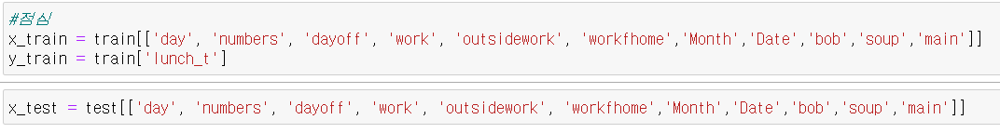 #점심
x_train = train[['day', 'numbers', 'dayoff', 'work', 'outsidework', 'workfhome','Month','Date','bob','soup','main']]
y_train = train['lunch_t']
x_test = test[['day', 'numbers', 'dayoff', 'work', 'outsidework', 'workfhome','Month','Date','bob','soup','main']]